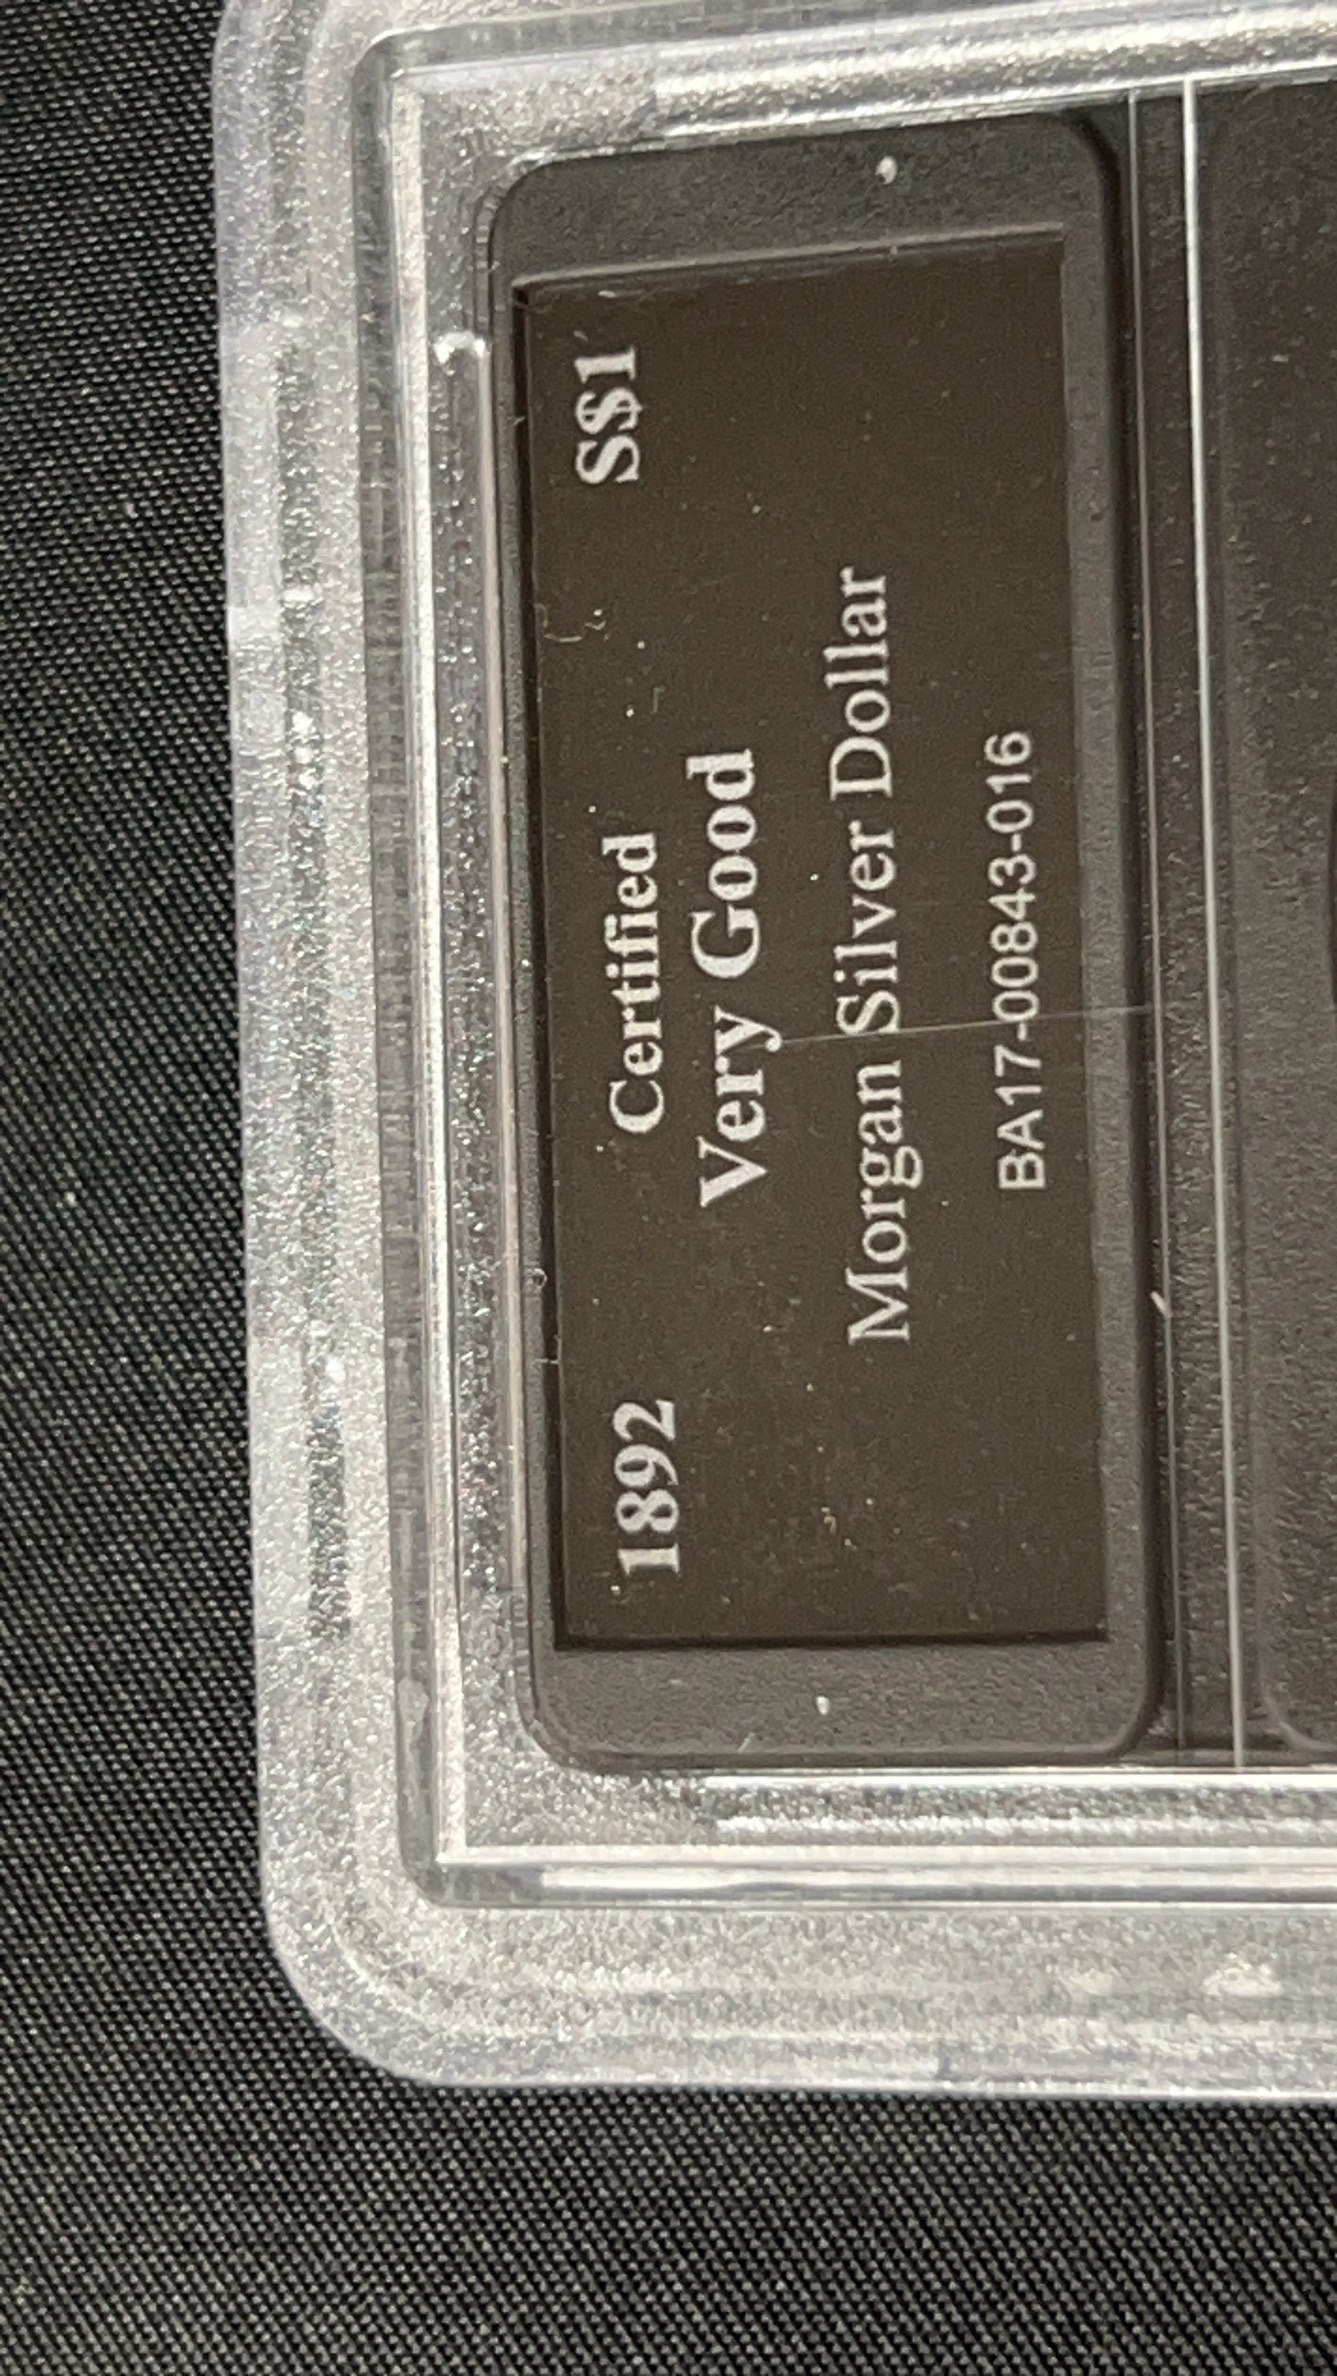 1892 Certified S$1
Very Good
Morgan Silver Dollar
BA17-00843-016